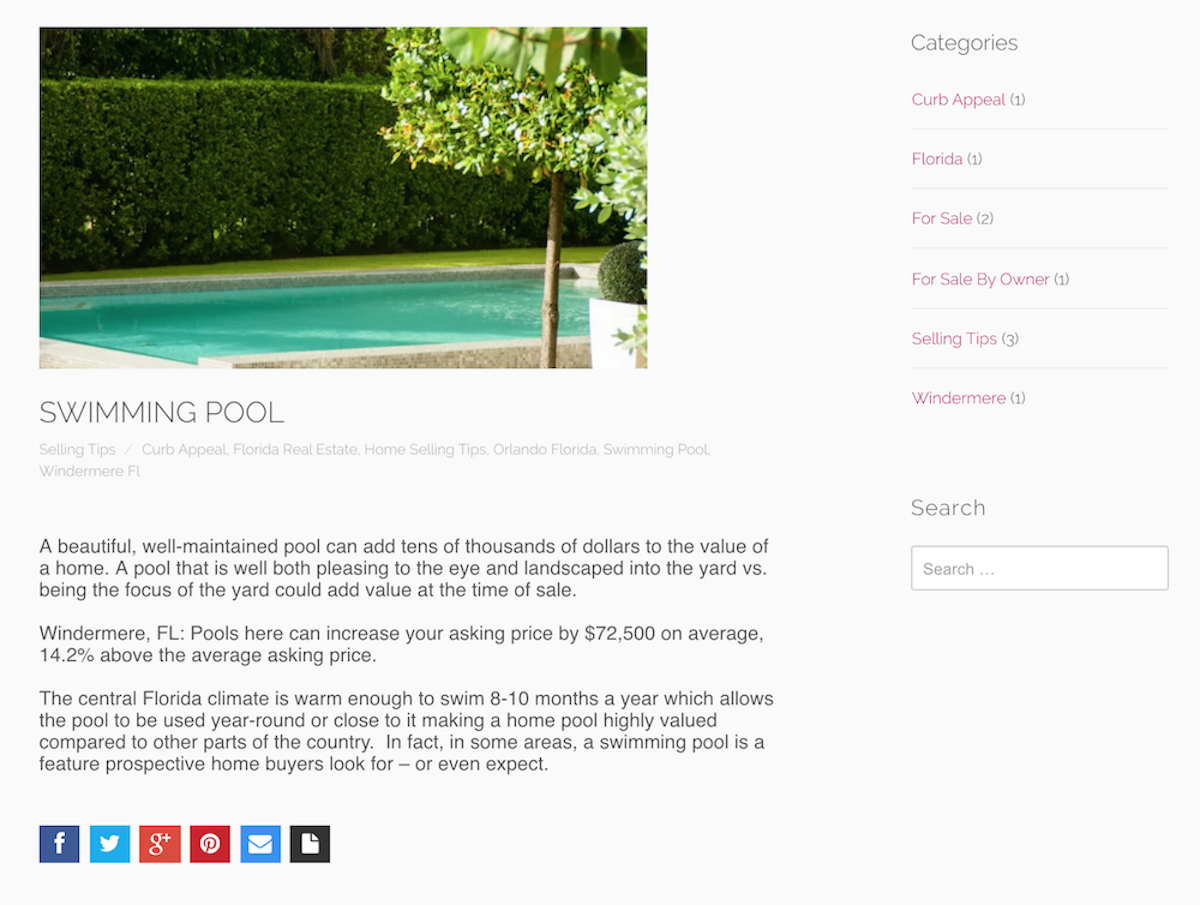 SWIMMING POOL
Selling Tips / Curb Appeal, Florida Real Estate, Home Selling Tips, Orlando Florida, Swimming Pool,
Windermere Fl
A beautiful, well-maintained pool can add tens of thousands of dollars to the value of
a home. A pool that is well both pleasing to the eye and landscaped into the yard vs.
being the focus of the yard could add value at the time of sale.
Windermere, FL: Pools here can increase your asking price by $72,500 on average,
14.2% above the average asking price.
The central Florida climate is warm enough to swim 8-10 months a year which allows
the pool to be used year-round or close to it making a home pool highly valued
compared to other parts of the country.  In fact, in some areas, a swimming pool is a
feature prospective home buyers look for – or even expect.
f
g+
Categories
Curb Appeal (1)
Florida (1)
For Sale (2)
For Sale By Owner (1)
Selling Tips (3)
Windermere (1)
Search
Search …